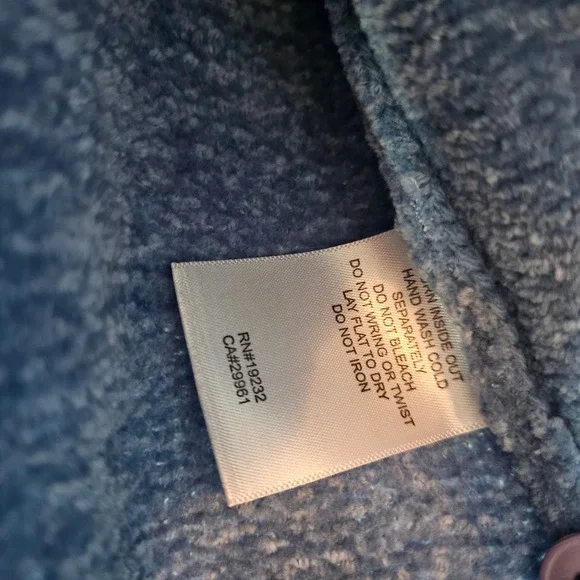 INSIDE OUT
HAND WASH COLD
SEPARATELY
DO NOT BLEACH
DO NOT WRING OR TWIST
LAY FLAT TO DRY
DO NOT IRON
RN#19232
CA#29961